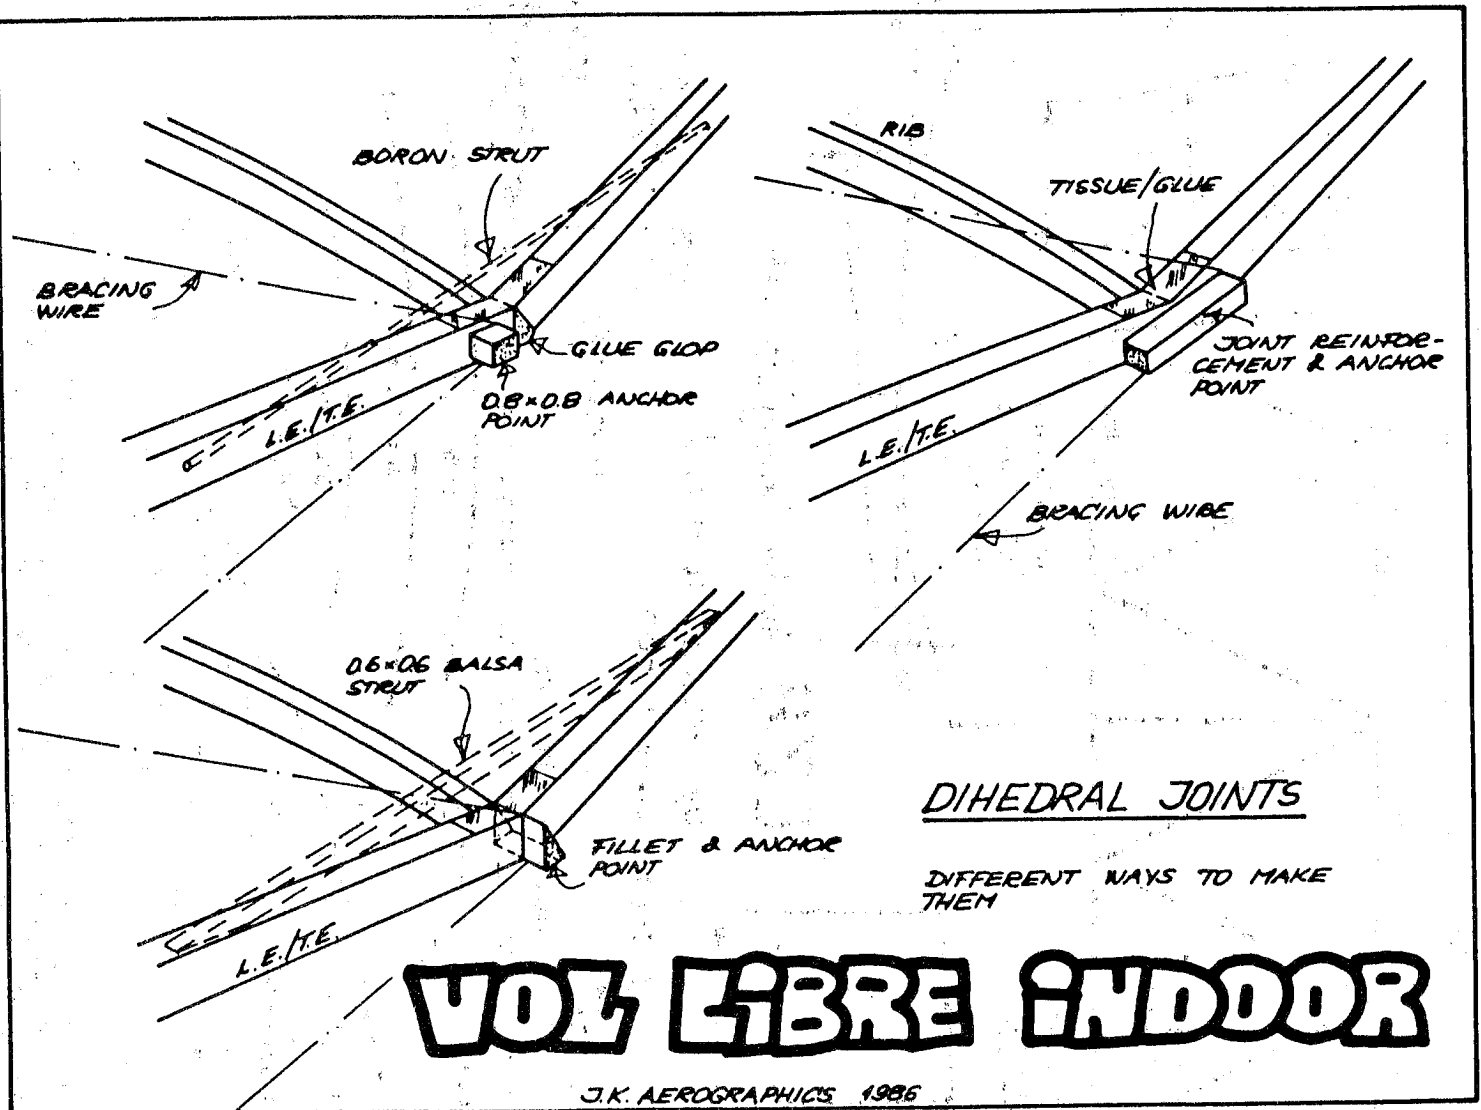 BORON STRUT
BRACING
WIRE
GLUE GLOP
0.8×0.8 ANCHOR
POINT
L.E./T.E.
RIB
TISSUE/GLUE
JOINT REINFOR-
CEMENT & ANCHOR
POINT
L.E./T.E.
BRACING WIRE
0.6×0.6 BALSA
STRUT
FILLET & ANCHOR
POINT
L.E./T.E.
DIHEDRAL JOINTS
DIFFERENT WAYS TO MAKE
THEM
VOL LiBRE iNDOOR
J.K. AEROGRAPHICS 1986